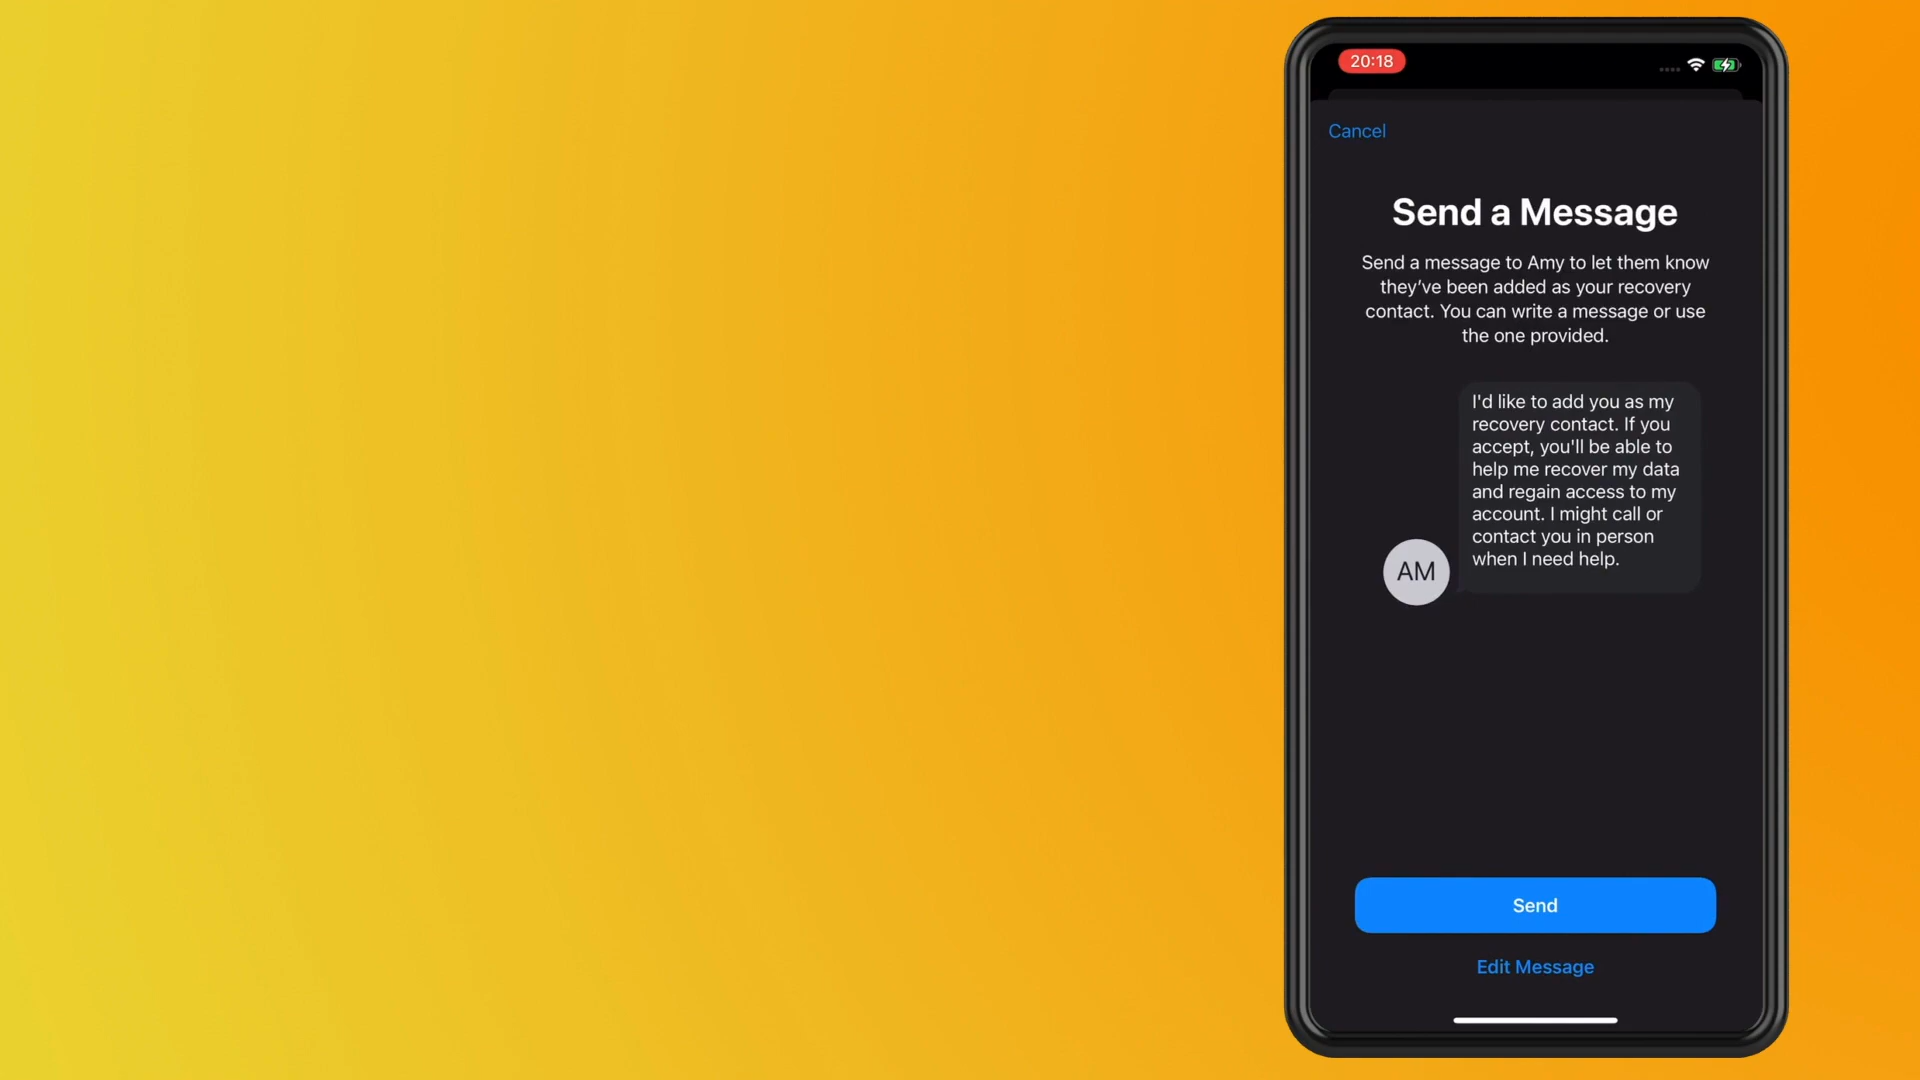 20:18
Cancel
Send a Message
Send a message to Amy to let them know
they’ve been added as your recovery
contact. You can write a message or use
the one provided.
I'd like to add you as my
recovery contact. If you
accept, you'll be able to
help me recover my data
and regain access to my
account. I might call or
contact you in person
when I need help.
AM
Send
Edit Message